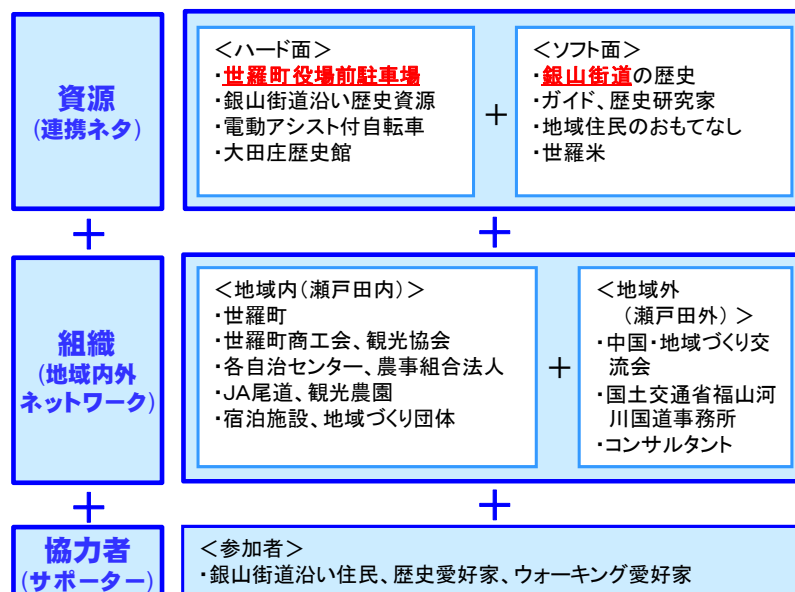 資源
(連携ネタ)
＜ハード面＞
・世羅町役場前駐車場
・銀山街道沿い歴史資源
・電動アシスト付自転車
・大田庄歴史館
＋
＜ソフト面＞
・銀山街道の歴史
・ガイド、歴史研究家
・地域住民のおもてなし
・世羅米
＋
＋
組織
(地域内外
ネットワーク)
＜地域内（瀬戸田内）＞
・世羅町
・世羅町商工会、観光協会
・各自治センター、農事組合法人
・JA尾道、観光農園
・宿泊施設、地域づくり団体
＋
＜地域外
（瀬戸田外）＞
・中国・地域づくり交
流会
・国土交通省福山河
川国道事務所
・コンサルタント
＋
＋
協力者
(サポーター)
＜参加者＞
・銀山街道沿い住民、歴史愛好家、ウォーキング愛好家